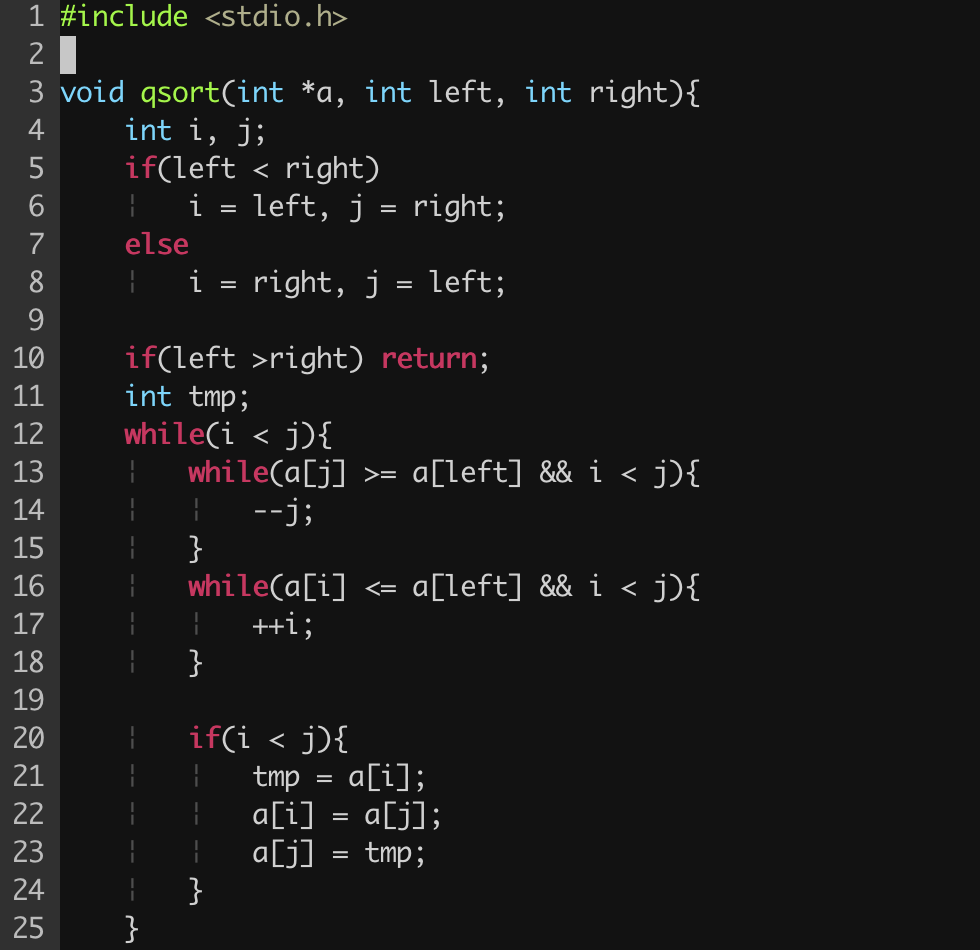 1 #include <stdio.h>
2
3 void qsort(int *a, int left, int right){
4     int i, j;
5     if(left < right)
6     ¦   i = left, j = right;
7     else
8     ¦   i = right, j = left;
9
10     if(left >right) return;
11     int tmp;
12     while(i < j){
13     ¦   while(a[j] >= a[left] && i < j){
14     ¦   ¦   --j;
15     ¦   }
16     ¦   while(a[i] <= a[left] && i < j){
17     ¦   ¦   ++i;
18     ¦   }
19
20     ¦   if(i < j){
21     ¦   ¦   tmp = a[i];
22     ¦   ¦   a[i] = a[j];
23     ¦   ¦   a[j] = tmp;
24     ¦   }
25     }